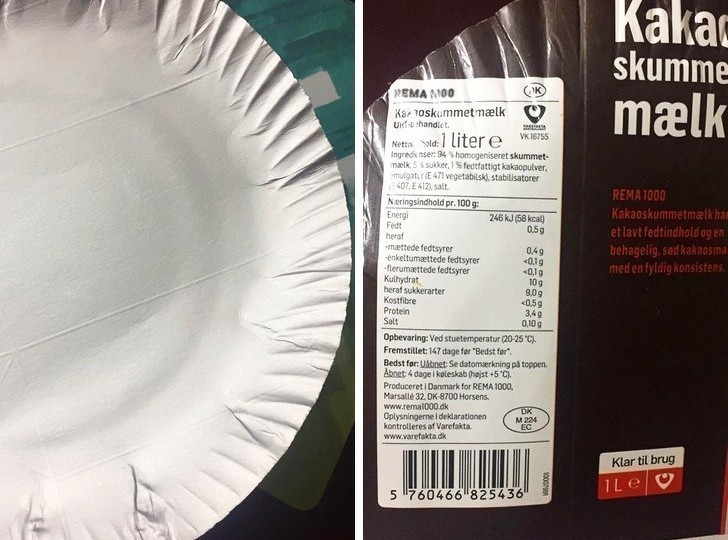 REMA 1000
DK
Kakaoskummetmælk
UHT-behandlet.
Nettoindhold: 1 liter e
VAREFAKTA
VK 16755
Ingredienser: 94 % homogeniseret skummet-
mælk, 5 % sukker, 1 % fedtfattigt kakaopulver,
emulgator (E 471 vegetabilsk), stabilisatorer
(E 407, E 412), salt.
Næringsindhold pr. 100 g:
Energi 246 kJ (58 kcal)
Fedt 0,5 g
heraf
-mættede fedtsyrer 0,4 g
-enkeltumættede fedtsyrer <0,1 g
-flerumættede fedtsyrer <0,1 g
Kulhydrat 10 g
heraf sukkerarter 9,0 g
Kostfibre <0,5 g
Protein 3,4 g
Salt 0,10 g
Opbevaring: Ved stuetemperatur (20-25 °C).
Fremstillet: 147 dage før "Bedst før".
Bedst før: Uåbnet: Se datomærkning på toppen.
Åbnet: 4 dage i køleskab (højst +5 °C).
Produceret i Danmark for REMA 1000,
Marsallé 32, DK-8700 Horsens.
www.rema1000.dk
Oplysningerne i deklarationen
kontrolleres af Varefakta.
www.varefakta.dk
DK
M 224
EC
5 760466 825436
Kakao
skumme
mælk
REMA 1000
Kakaoskummetmælk har
et lavt fedtindhold og en
behagelig, sød kakaosma
med en fyldig konsistens.
Klar til brug
1L e